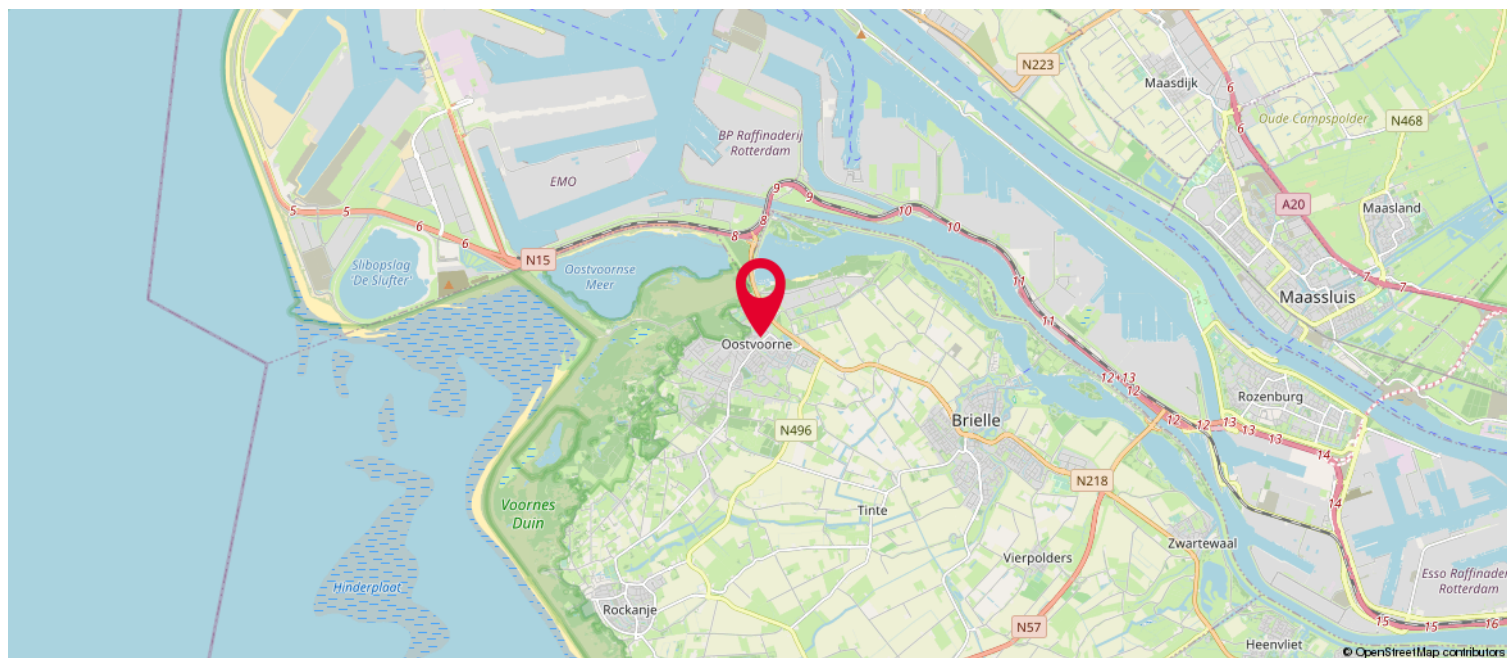 N223
Maasdijk
6
6
Oude Campspolder
N468
BP Raffinaderij
Rotterdam
EMO
9
9
8
8
10
10
A20
Maasland
5
5
6
6
N15
Slibopslag
'De Slufter'
Oostvoornse
Meer
11
11
7
7
Maassluis
Oostvoorne
12+13
12
Rozenburg
12
12
13
13
13
14
14
Brielle
N496
N218
Voornes
Duin
Tinte
Zwartewaal
Vierpolders
Hinderplaat
Esso Raffinader
Rotterdam
Rockanje
N57
15
15
16
Heenvliet
© OpenStreetMap contributors